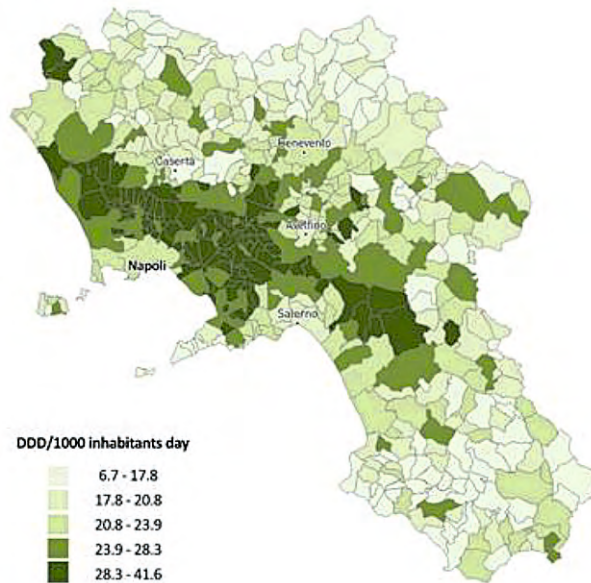 Benevento
Caserta
Avellino
Napoli
Salerno
DDD/1000 inhabitants day
6.7 - 17.8
17.8 - 20.8
20.8 - 23.9
23.9 - 28.3
28.3 - 41.6